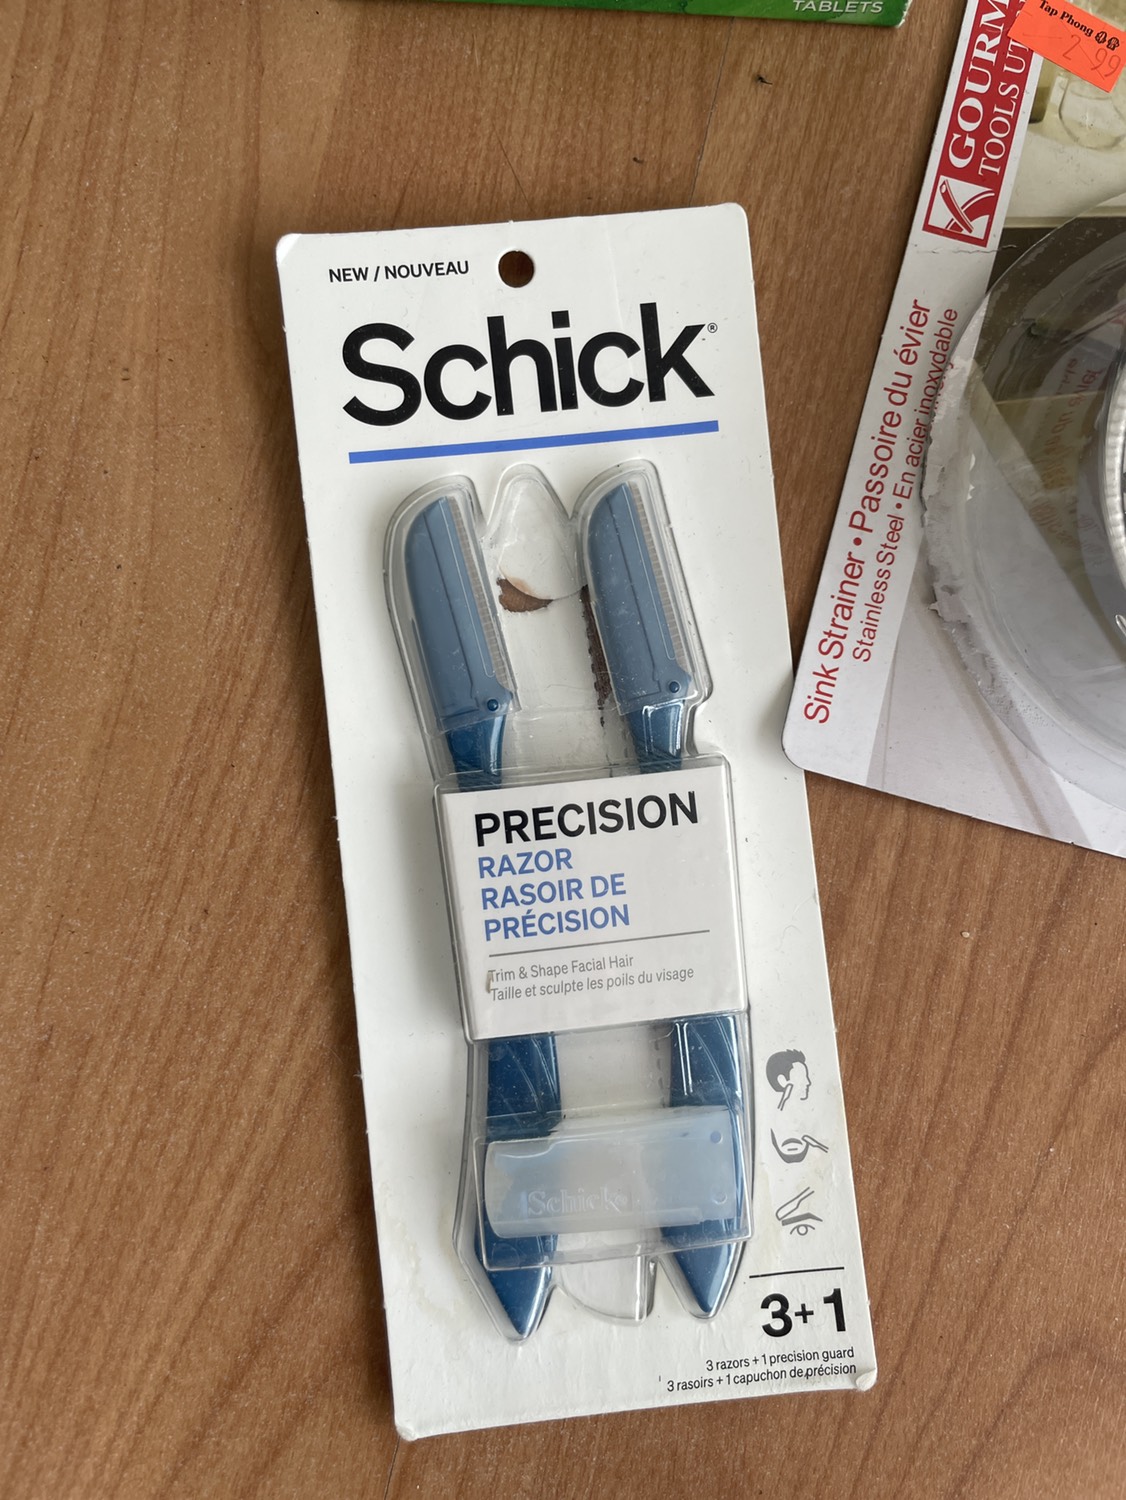 TABLETS
Tap Phong
2 99
GOURM
TOOLS UT
Sink Strainer • Passoire du évier
Stainless Steel • En acier inoxydable
NEW / NOUVEAU
Schick®
PRECISION
RAZOR
RASOIR DE
PRÉCISION
Trim & Shape Facial Hair
Taille et sculpte les poils du visage
Schick
3+1
3 razors + 1 precision guard
3 rasoirs + 1 capuchon de précision